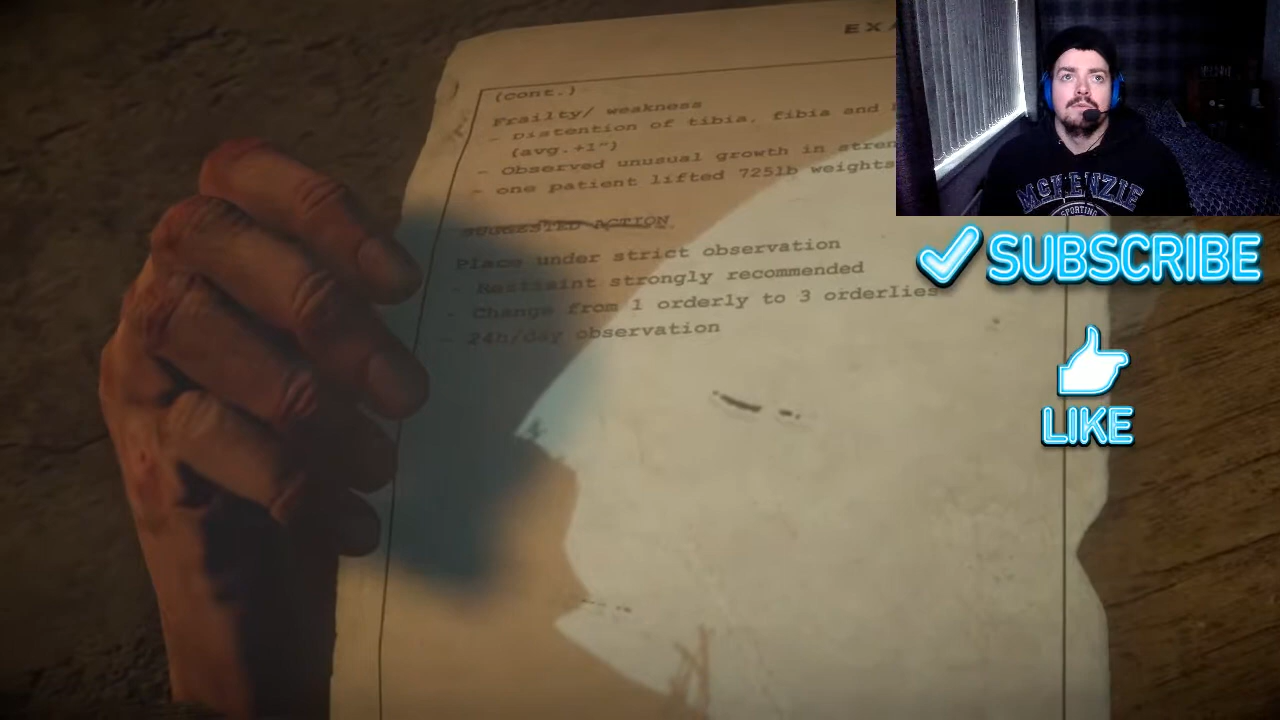 EXA
(cont.)
Frailty/ weakness
- Distention of tibia, fibia and
(avg.+1")
- Observed unusual growth in stren
- one patient lifted 725lb weights
SUGGESTED ACTION
Place under strict observation
- Restraint strongly recommended
- Change from 1 orderly to 3 orderlies
- 24h/day observation
MCKENZIE
SPORTING
SUBSCRIBE
LIKE